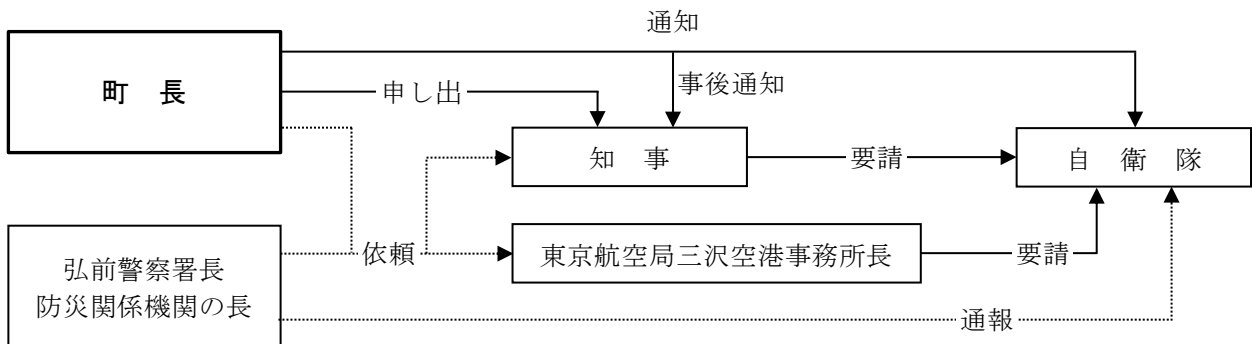 通知
町　長
申し出
事後通知
知　事
要請
自　衛　隊
弘前警察署長
防災関係機関の長
依頼
東京航空局三沢空港事務所長
要請
通報